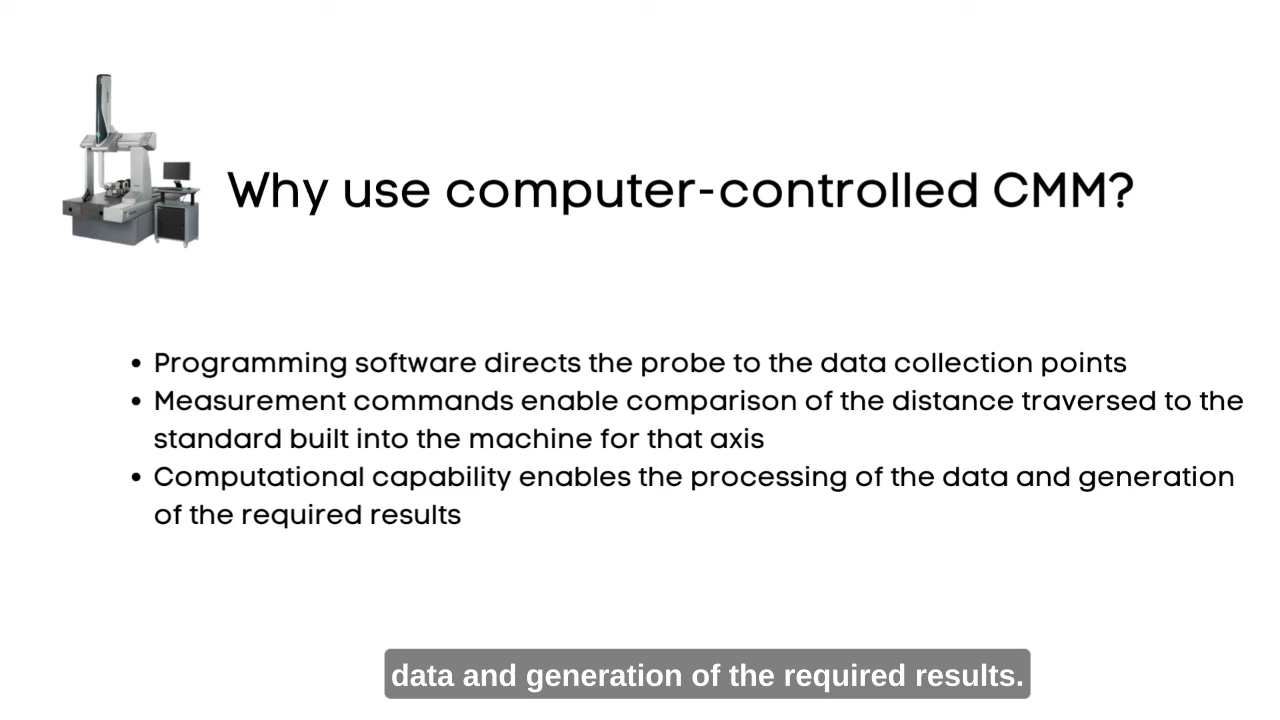 Why use computer-controlled CMM?
• Programming software directs the probe to the data collection points
• Measurement commands enable comparison of the distance traversed to the
standard built into the machine for that axis
• Computational capability enables the processing of the data and generation
of the required results
data and generation of the required results.